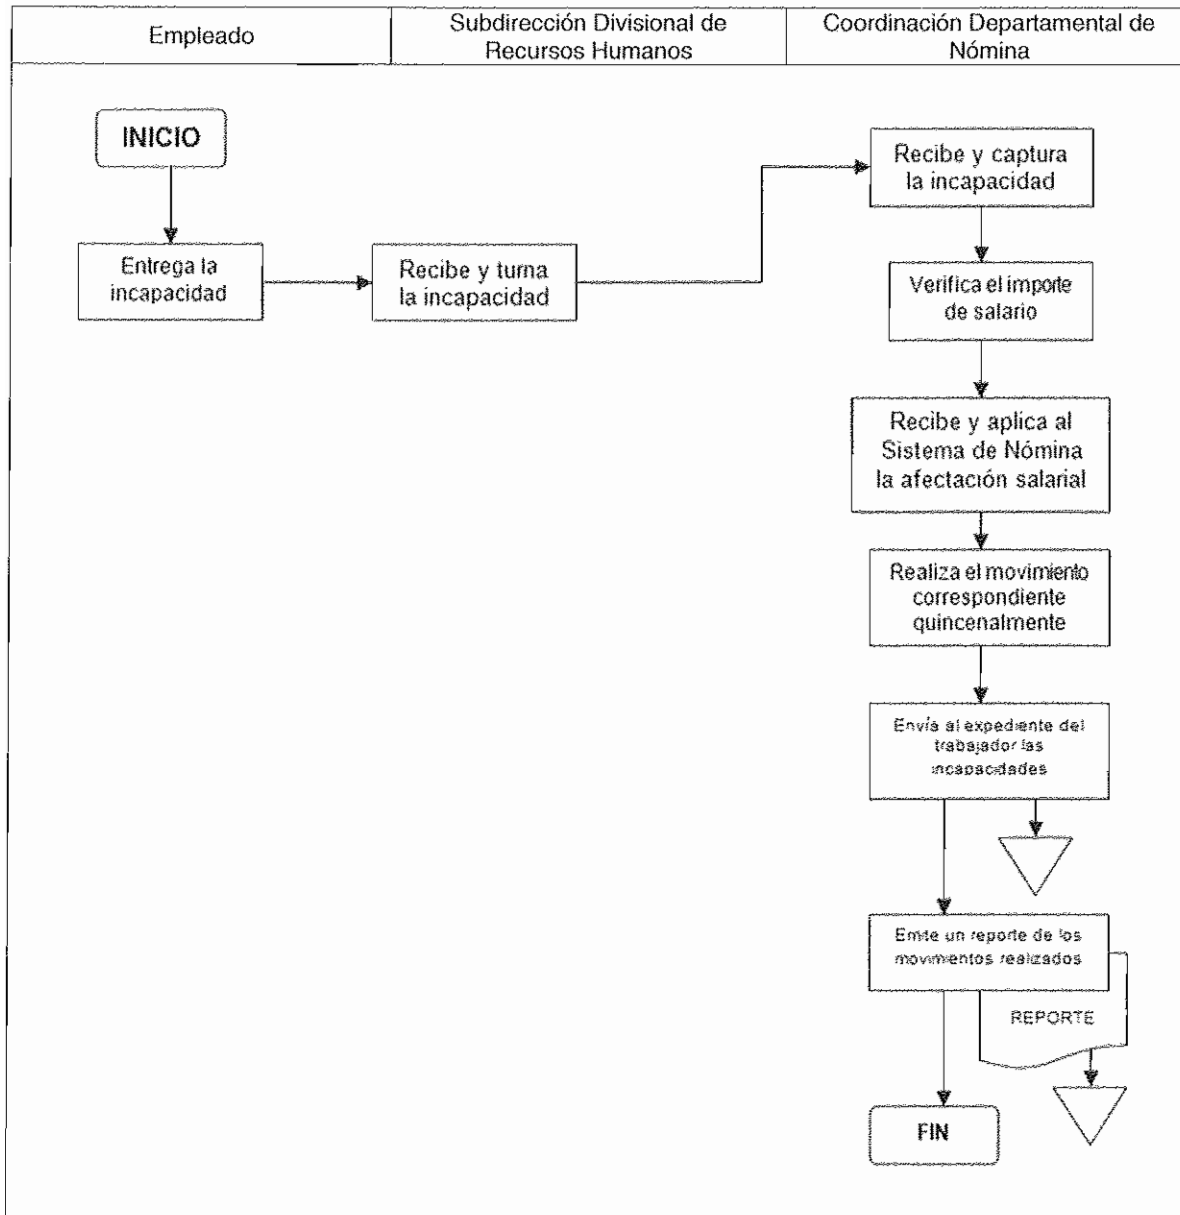 Empleado
Subdirección Divisional de
Recursos Humanos
Coordinación Departamental de
Nómina
INICIO
Entrega la
incapacidad
Recibe y turna
la incapacidad
Recibe y captura
la incapacidad
Verifica el importe
de salario
Recibe y aplica al
Sistema de Nómina
la afectación salarial
Realiza el movimiento
correspondiente
quincenalmente
Envía al expediente del
trabajador las
incapacidades
Emite un reporte de los
movimientos realizados
REPORTE
FIN